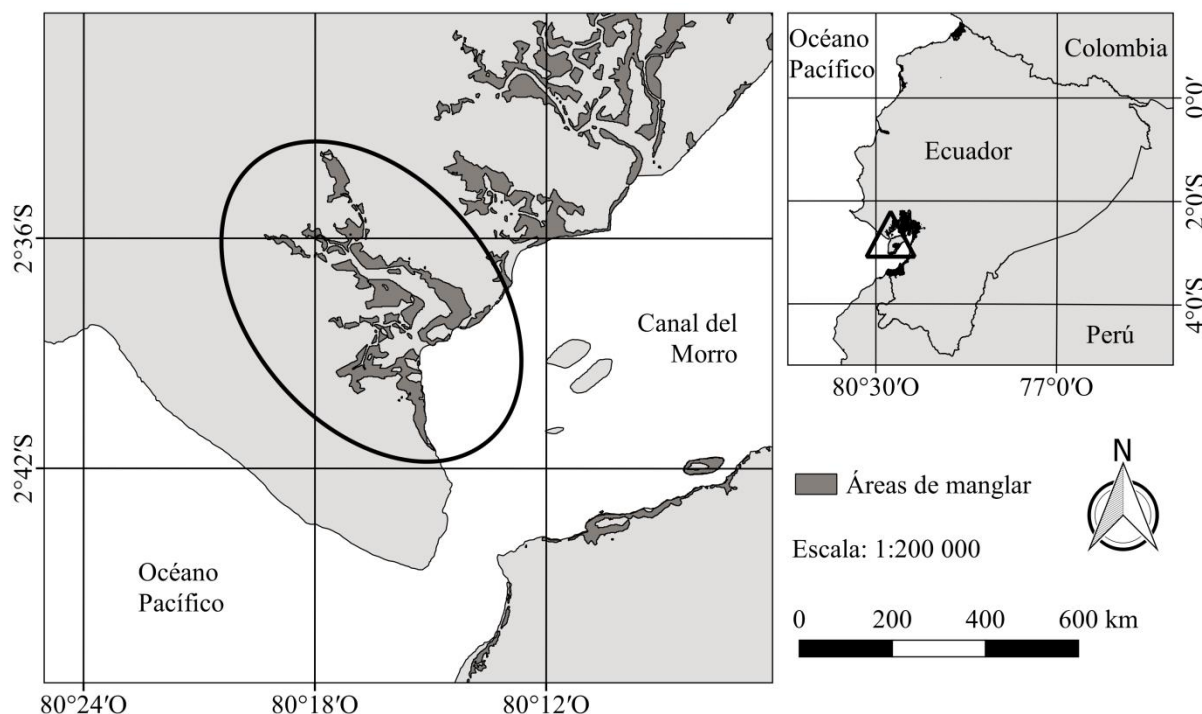 2°36′S
2°42′S
80°24′O
80°18′O
80°12′O
Canal del
Morro
Océano
Pacífico
Océano
Pacífico
Colombia
Ecuador
Perú
0°0′
2°0′S
4°0′S
80°30′O
77°0′O
Áreas de manglar
N
Escala: 1:200 000
0 200 400 600 km